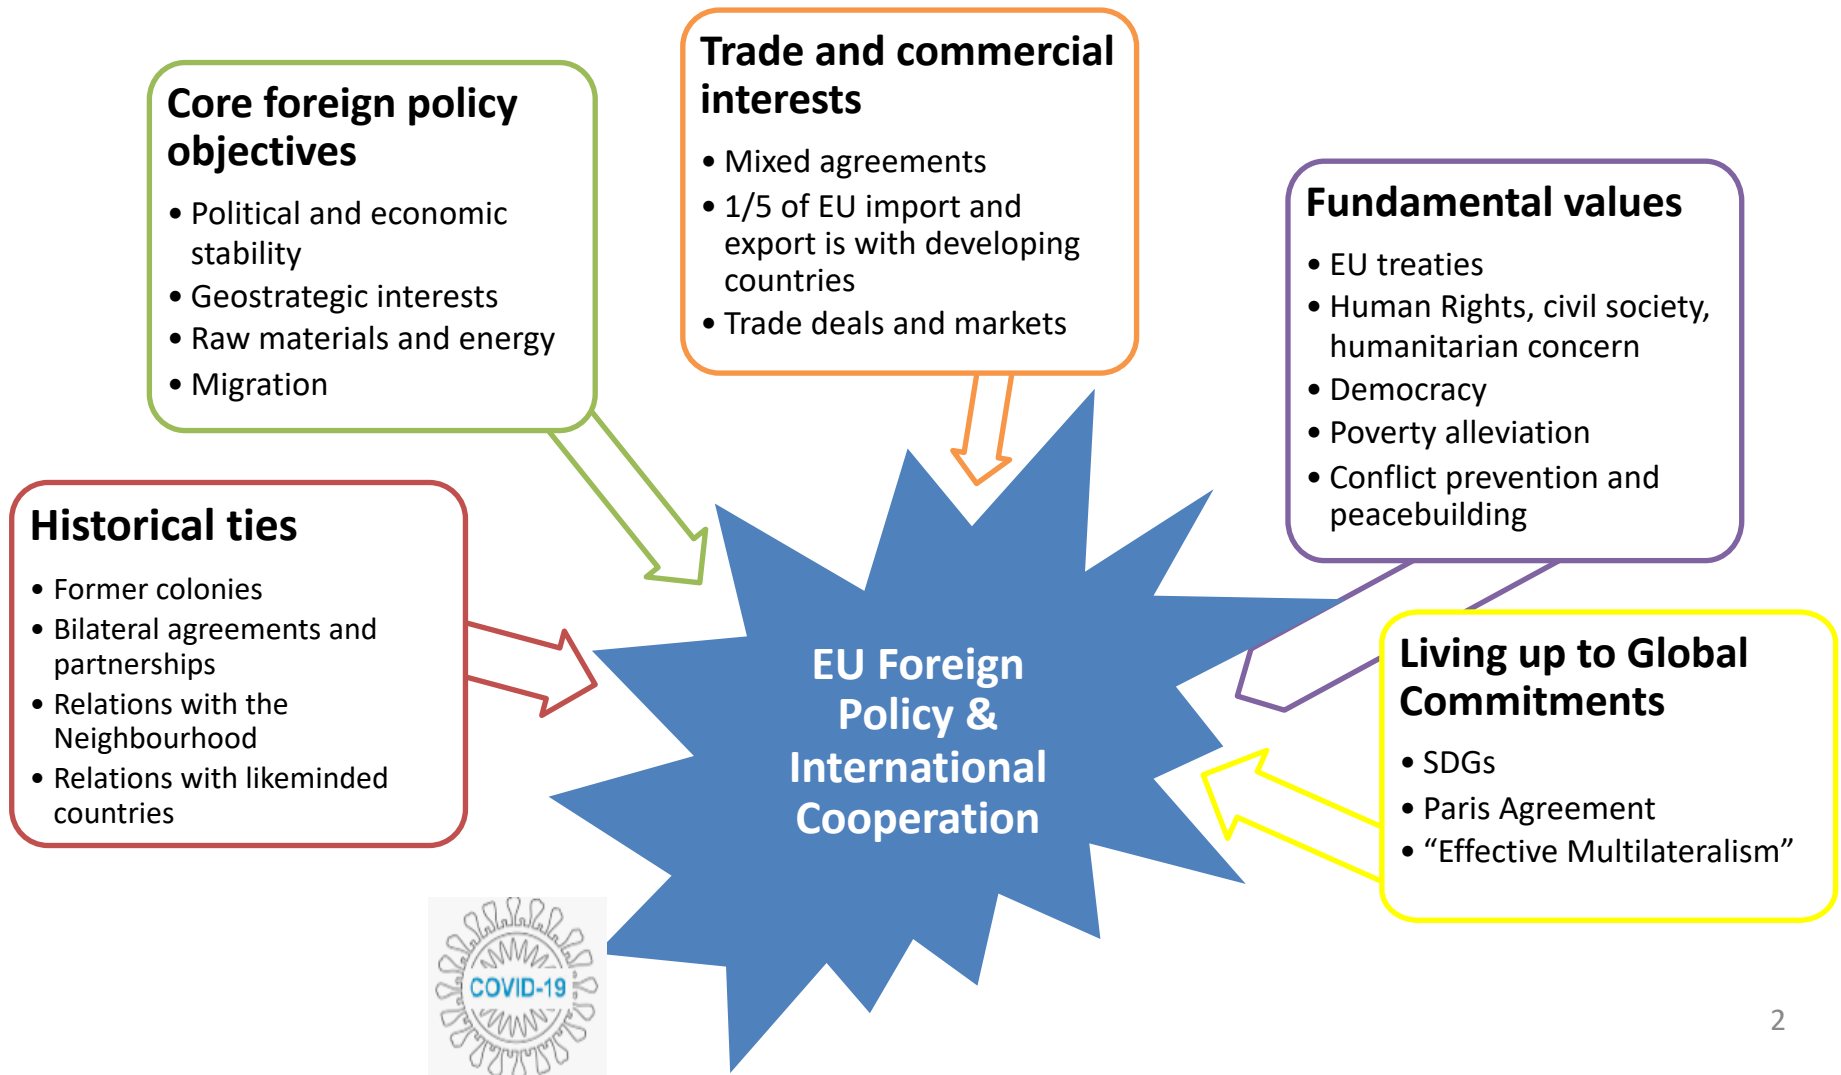 Trade and commercial
interests
• Mixed agreements
• 1/5 of EU import and
export is with developing
countries
• Trade deals and markets
Core foreign policy
objectives
• Political and economic
stability
• Geostrategic interests
• Raw materials and energy
• Migration
Fundamental values
• EU treaties
• Human Rights, civil society,
humanitarian concern
• Democracy
• Poverty alleviation
• Conflict prevention and
peacebuilding
Historical ties
• Former colonies
• Bilateral agreements and
partnerships
• Relations with the
Neighbourhood
• Relations with likeminded
countries
EU Foreign
Policy &
International
Cooperation
Living up to Global
Commitments
• SDGs
• Paris Agreement
• “Effective Multilateralism”
COVID-19
2